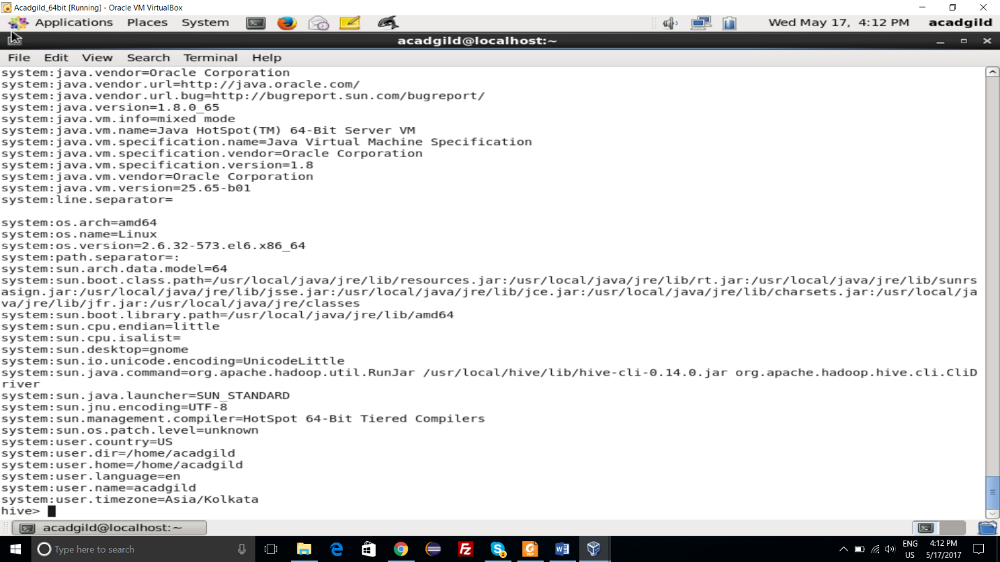 Acadgild_64bit [Running] - Oracle VM VirtualBox
Applications Places System Wed May 17, 4:12 PM acadgild
acadgild@localhost:~
File Edit View Search Terminal Help
system:java.vendor=Oracle Corporation
system:java.vendor.url=http://java.oracle.com/
system:java.vendor.url.bug=http://bugreport.sun.com/bugreport/
system:java.version=1.8.0_65
system:java.vm.info=mixed mode
system:java.vm.name=Java HotSpot(TM) 64-Bit Server VM
system:java.vm.specification.name=Java Virtual Machine Specification
system:java.vm.specification.vendor=Oracle Corporation
system:java.vm.specification.version=1.8
system:java.vm.vendor=Oracle Corporation
system:java.vm.version=25.65-b01
system:line.separator=
system:os.arch=amd64
system:os.name=Linux
system:os.version=2.6.32-573.el6.x86_64
system:path.separator=:
system:sun.arch.data.model=64
system:sun.boot.class.path=/usr/local/java/jre/lib/resources.jar:/usr/local/java/jre/lib/rt.jar:/usr/local/java/jre/lib/sunrs
asign.jar:/usr/local/java/jre/lib/jsse.jar:/usr/local/java/jre/lib/jce.jar:/usr/local/java/jre/lib/charsets.jar:/usr/local/ja
va/jre/lib/jfr.jar:/usr/local/java/jre/classes
system:sun.boot.library.path=/usr/local/java/jre/lib/amd64
system:sun.cpu.endian=little
system:sun.cpu.isalist=
system:sun.desktop=gnome
system:sun.io.unicode.encoding=UnicodeLittle
system:sun.java.command=org.apache.hadoop.util.RunJar /usr/local/hive/lib/hive-cli-0.14.0.jar org.apache.hadoop.hive.cli.CliD
river
system:sun.java.launcher=SUN_STANDARD
system:sun.jnu.encoding=UTF-8
system:sun.management.compiler=HotSpot 64-Bit Tiered Compilers
system:sun.os.patch.level=unknown
system:user.country=US
system:user.dir=/home/acadgild
system:user.home=/home/acadgild
system:user.language=en
system:user.name=acadgild
system:user.timezone=Asia/Kolkata
hive>
acadgild@localhost:~
Type here to search
ENG 4:12 PM
US 5/17/2017